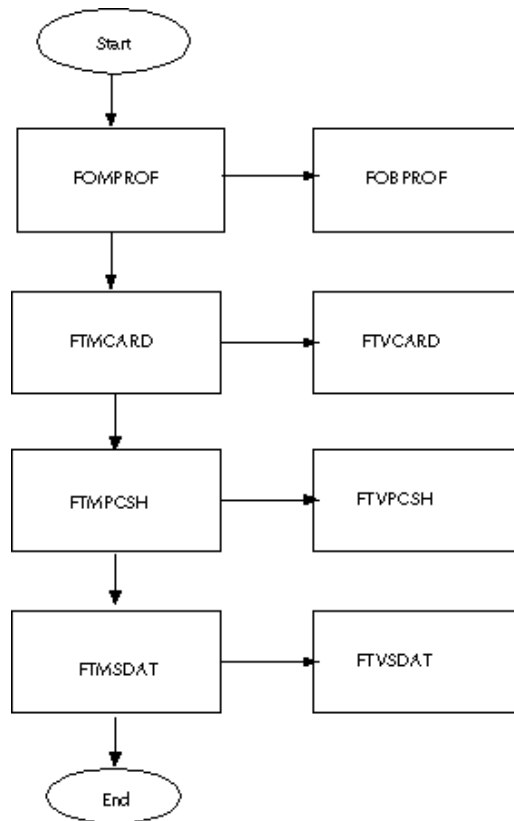 Start
FOMPROF
FOBPROF
FTMCARD
FTVCARD
FTMPCSH
FTVPCSH
FTMSDAT
FTVSDAT
End